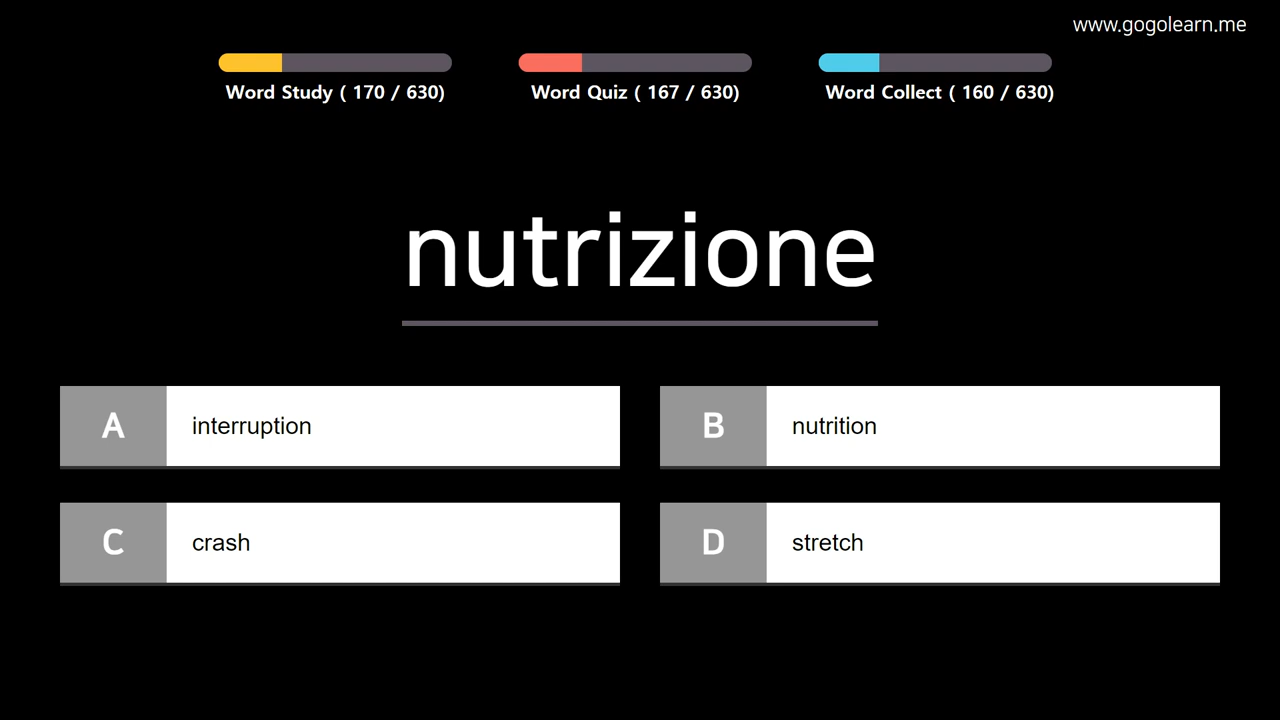 www.gogolearn.me
Word Study ( 170 / 630)
Word Quiz ( 167 / 630)
Word Collect ( 160 / 630)
nutrizione
A interruption
B nutrition
C crash
D stretch